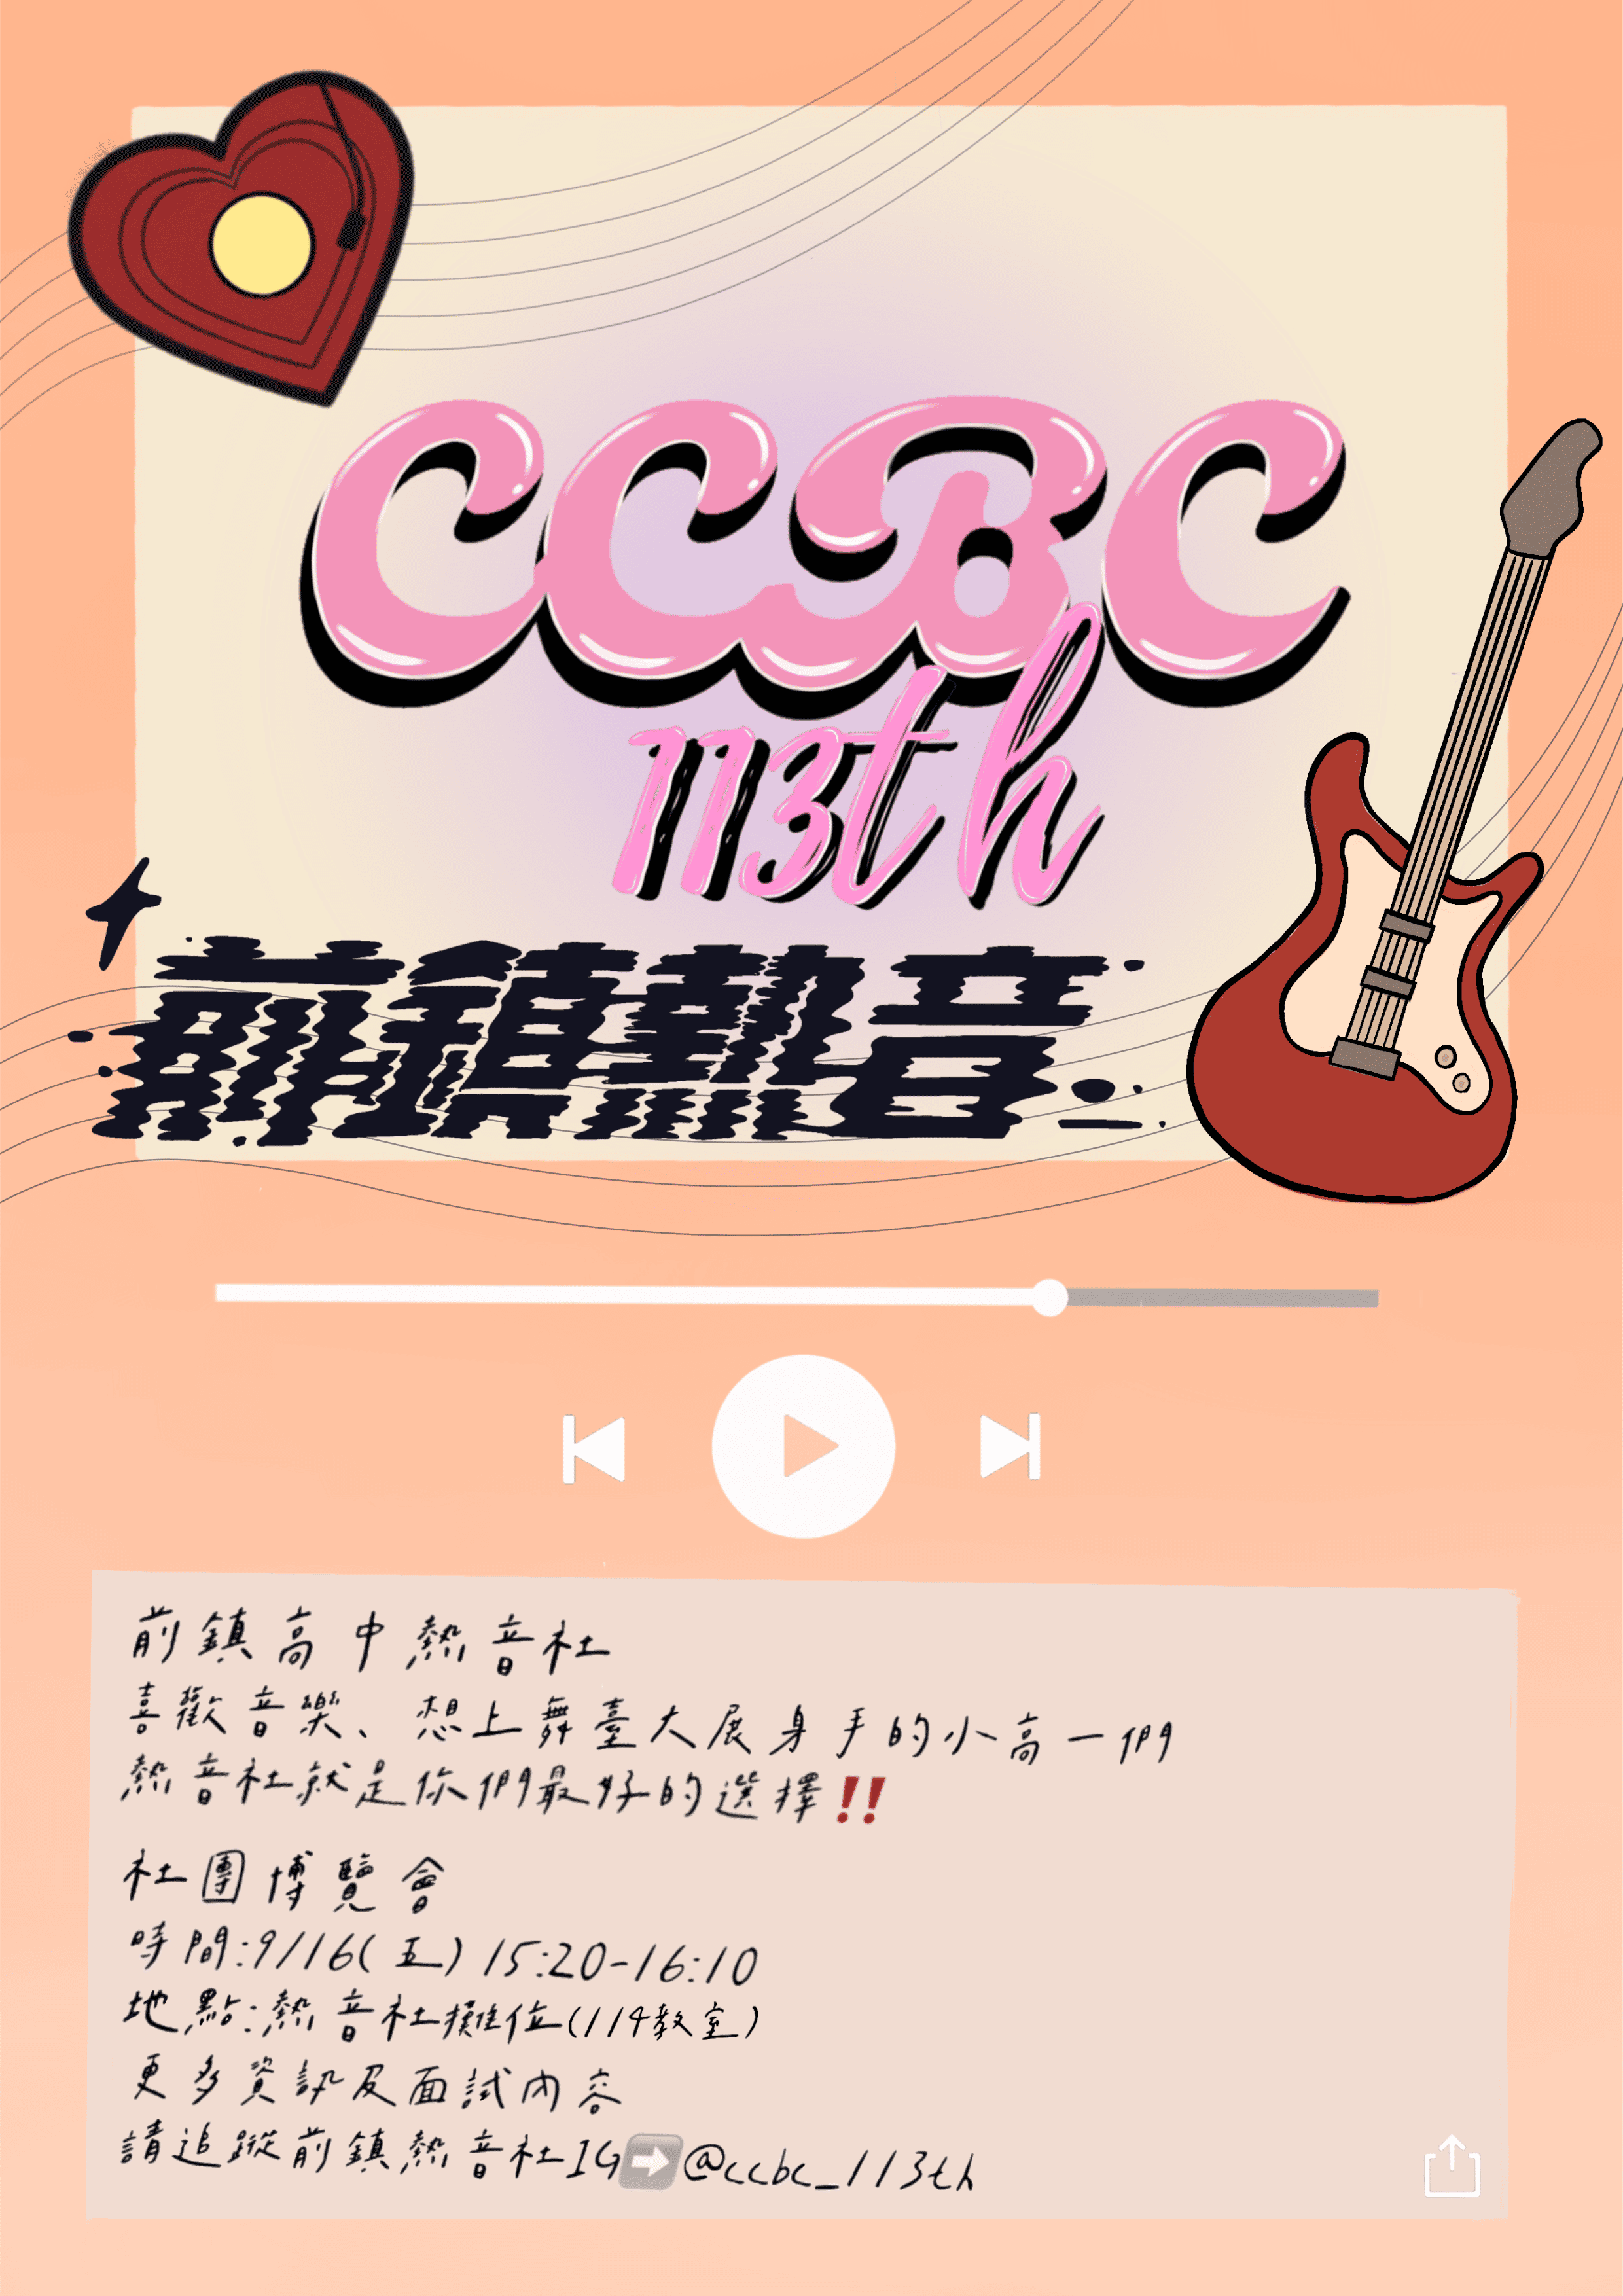 CCBC
113th
前鎮熱音
前鎮高中熱音社
喜歡音樂、想上舞臺大展身手的小高一們
熱音社就是你們最好的選擇‼️
社團博覽會
時間:9/16(五) 15:20-16:10
地點:熱音社攤位(114教室)
更多資訊及面試內容
請追蹤前鎮熱音社IG➡️@ccbc_113th